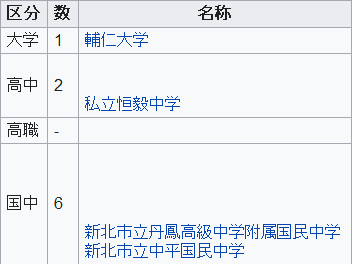 区分 数 名称
大学 1 輔仁大学
高中 2
私立恒毅中学
高職 -
国中 6
新北市立丹鳳高級中学附属国民中学
新北市立中平国民中学